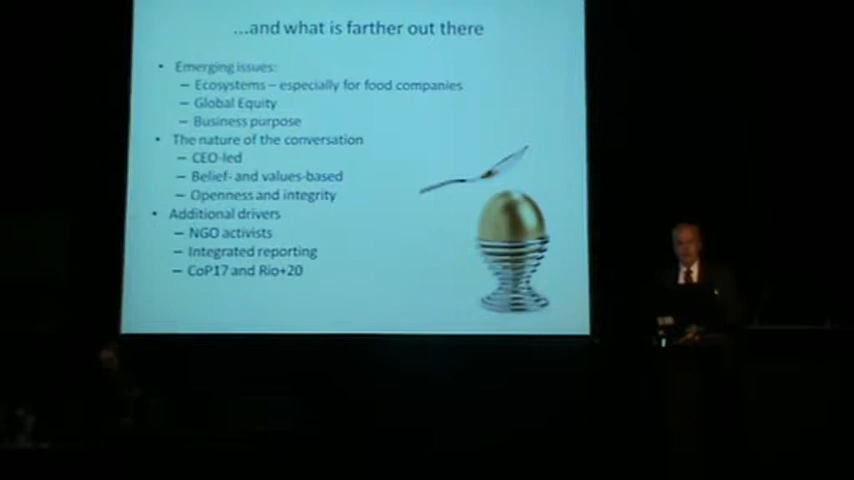 ...and what is farther out there
• Emerging issues:
– Ecosystems – especially for food companies
– Global Equity
– Business purpose
• The nature of the conversation
– CEO-led
– Belief- and values-based
– Openness and integrity
• Additional drivers
– NGO activists
– Integrated reporting
– CoP17 and Rio+20